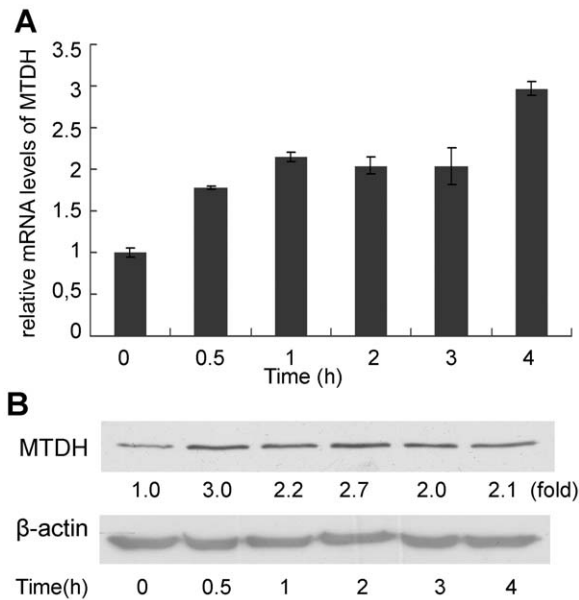 A
relative mRNA levels of MTDH
3.5
3
2.5
2
1.5
1
0,5
0
0 0.5 1 2 3 4
Time (h)
B
MTDH
1.0 3.0 2.2 2.7 2.0 2.1 (fold)
β-actin
Time(h) 0 0.5 1 2 3 4